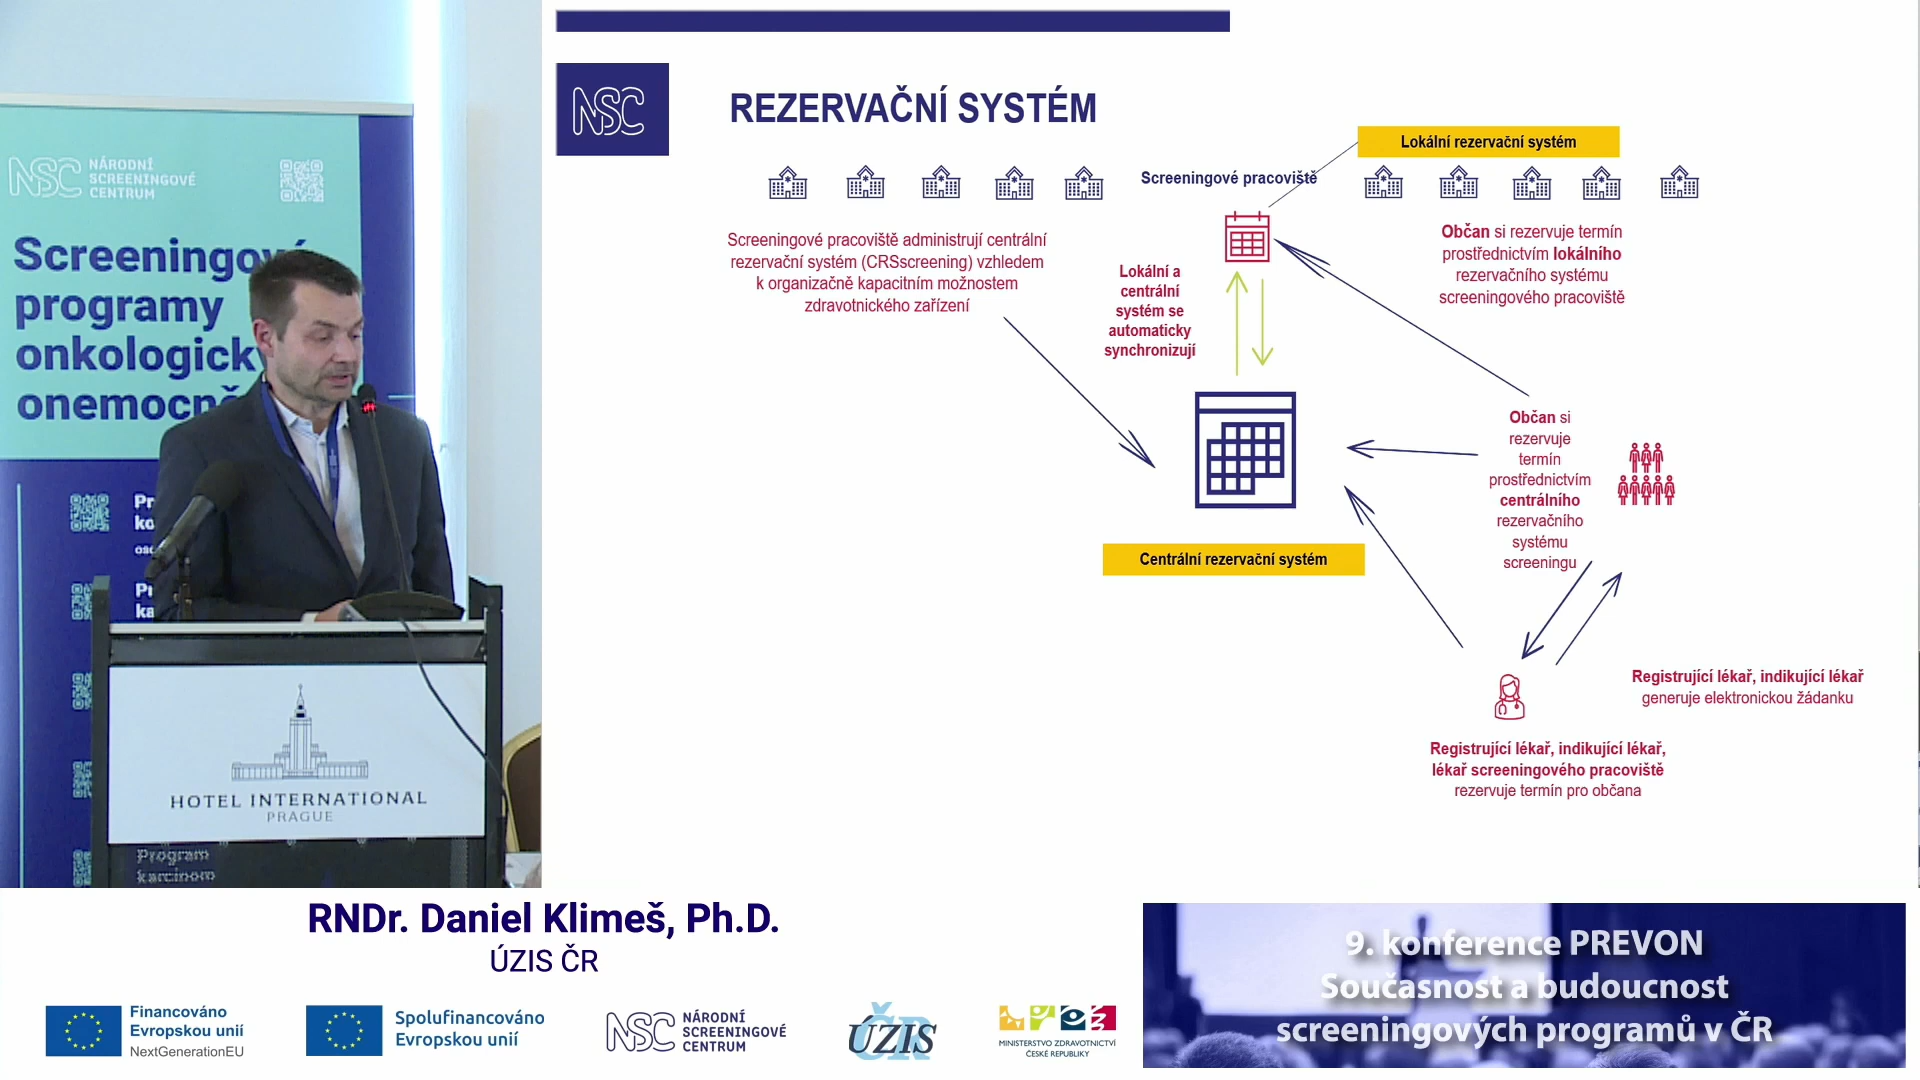 NSC NÁRODNÍ
SCREENINGOVÉ
CENTRUM
programy
Pr
Pr
HOTEL INTERNATIONAL
PRAGUE
Program
karcinom
NSC
REZERVAČNÍ SYSTÉM
Lokální rezervační systém
Screeningové pracoviště
Screeningové pracoviště administrují centrální
rezervační systém (CRSscreening) vzhledem
k organizačně kapacitním možnostem
zdravotnického zařízení
Lokální a
centrální
systém se
automaticky
synchronizují
Občan si rezervuje termín
prostřednictvím lokálního
rezervačního systému
screeningového pracoviště
Občan si
rezervuje
termín
prostřednictvím
centrálního
rezervačního
systému
screeningu
Centrální rezervační systém
Registrující lékař, indikující lékař
generuje elektronickou žádanku
Registrující lékař, indikující lékař,
lékař screeningového pracoviště
rezervuje termín pro občana
RNDr. Daniel Klimeš, Ph.D.
ÚZIS ČR
Financováno
Evropskou unií
NextGenerationEU
Spolufinancováno
Evropskou unií
NSC NÁRODNÍ
SCREENINGOVÉ
CENTRUM
ÚZIS ČR
MINISTERSTVO ZDRAVOTNICTVÍ
ČESKÉ REPUBLIKY
9. konference PREVON
Současnost a budoucnost
screeningových programů v ČR